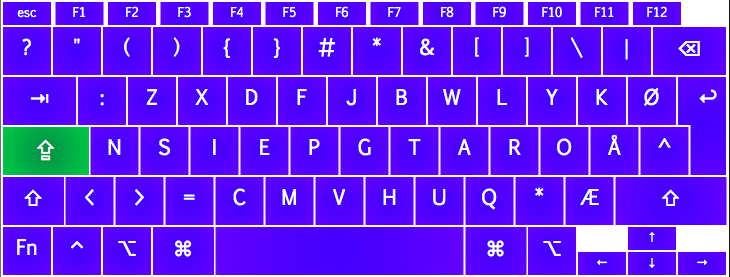 esc F1 F2 F3 F4 F5 F6 F7 F8 F9 F10 F11 F12
? " ( ) { } # * & [ ] \ | ⌫
⇥ : Z X D F J B W L Y K Ø ↩
⇪ N S I E P G T A R O Å ^
⇧ < > = C M V H U Q * Æ ⇧
Fn ^ ⌥ ⌘ ⌘ ⌥ ← ↑ ↓ →